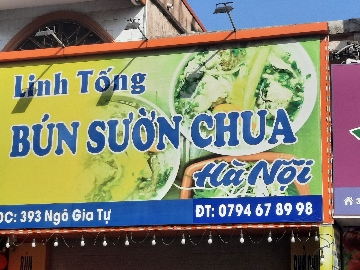 Linh Tống
BÚN SƯỜN CHUA
Hà Nội
ĐC: 393 Ngô Gia Tự
ĐT: 0794 67 89 98